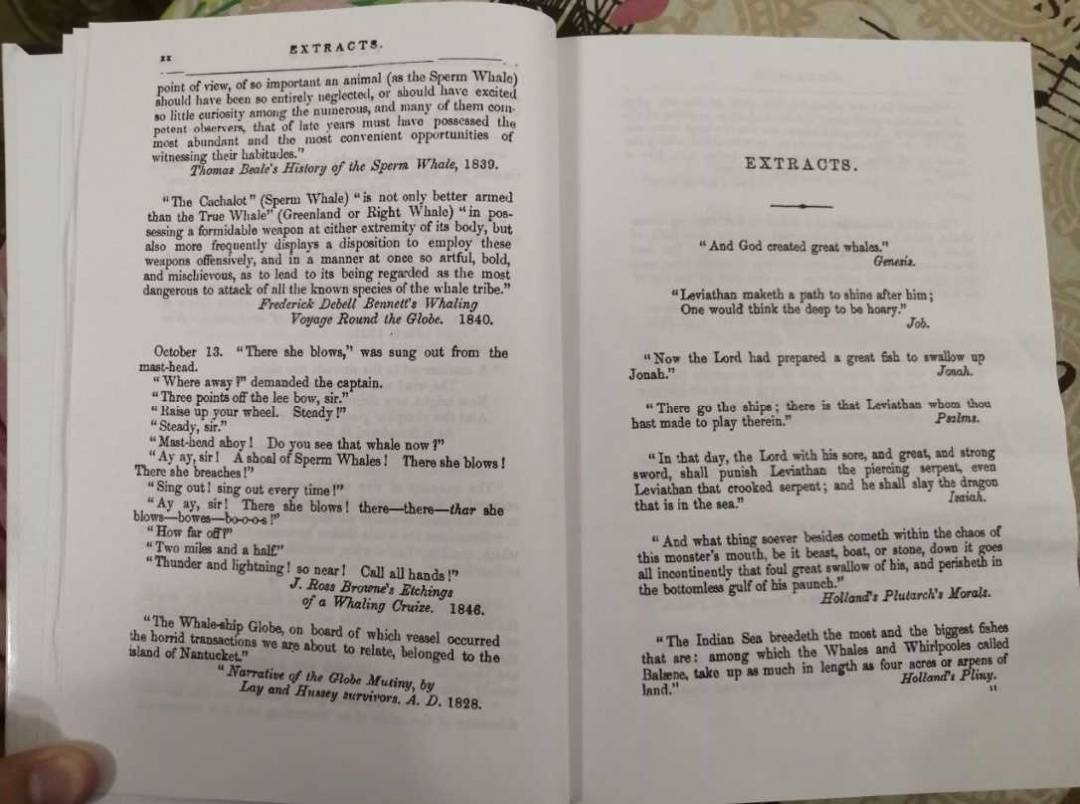 xx
EXTRACTS.
point of view, of so important an animal (as the Sperm Whale)
should have been so entirely neglected, or should have excited
so little curiosity among the numerous, and many of them com-
petent observers, that of late years must have possessed the
most abundant and the most convenient opportunities of
witnessing their habitudes."
Thomas Beale's History of the Sperm Whale, 1839.
"The Cachalot" (Sperm Whale) "is not only better armed
than the True Whale" (Greenland or Right Whale) "in pos-
sessing a formidable weapon at either extremity of its body, but
also more frequently displays a disposition to employ these
weapons offensively, and in a manner at once so artful, bold,
and mischievous, as to lead to its being regarded as the most
dangerous to attack of all the known species of the whale tribe."
Frederick Debell Bennett's Whaling
Voyage Round the Globe. 1840.
October 13. "There she blows," was sung out from the
mast-head.
"Where away?" demanded the captain.
"Three points off the lee bow, sir."
"Raise up your wheel. Steady!"
"Steady, sir."
"Mast-head ahoy! Do you see that whale now?"
"Ay ay, sir! A shoal of Sperm Whales! There she blows!
There she breaches!"
"Sing out! sing out every time!"
"Ay ay, sir! There she blows! there—there—thar she
blows—bowes—bo-o-o-s!"
"How far off?"
"Two miles and a half."
"Thunder and lightning! so near! Call all hands!"
J. Ross Browne's Etchings
of a Whaling Cruize. 1846.
"The Whale-ship Globe, on board of which vessel occurred
the horrid transactions we are about to relate, belonged to the
island of Nantucket."
"Narrative of the Globe Mutiny, by
Lay and Hussey survivors. A. D. 1828.
EXTRACTS.
"And God created great whales."
Genesis.
"Leviathan maketh a path to shine after him;
One would think the deep to be hoary."
Job.
"Now the Lord had prepared a great fish to swallow up
Jonah."
Jonah.
"There go the ships; there is that Leviathan whom thou
hast made to play therein."
Psalms.
"In that day, the Lord with his sore, and great, and strong
sword, shall punish Leviathan the piercing serpent, even
Leviathan that crooked serpent; and he shall slay the dragon
that is in the sea."
Isaiah.
"And what thing soever besides cometh within the chaos of
this monster's mouth, be it beast, boat, or stone, down it goes
all incontinently that foul great swallow of his, and perisheth in
the bottomless gulf of his paunch."
Holland's Plutarch's Morals.
"The Indian Sea breedeth the most and the biggest fishes
that are: among which the Whales and Whirlpooles called
Balæne, take up as much in length as four acres or arpens of
land."
Holland's Pliny.
"